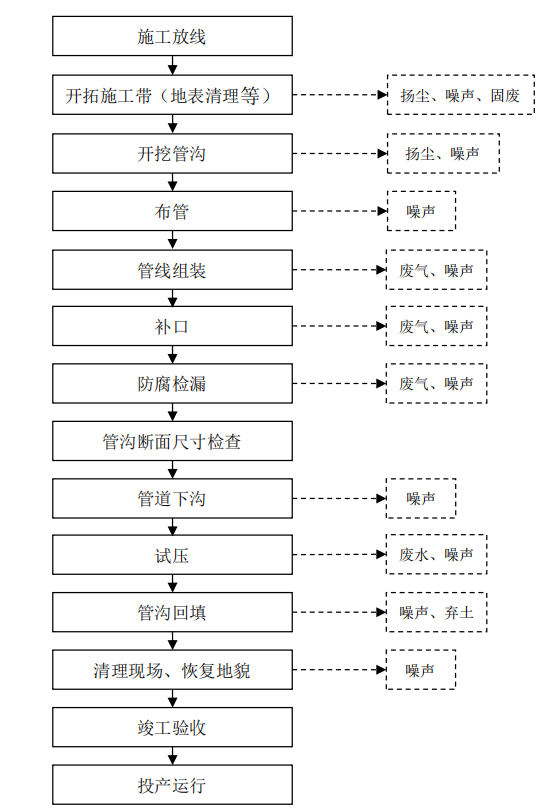 施工放线
开拓施工带（地表清理等）
扬尘、噪声、固废
开挖管沟
扬尘、噪声
布管
噪声
管线组装
废气、噪声
补口
废气、噪声
防腐检漏
废气、噪声
管沟断面尺寸检查
管道下沟
噪声
试压
废水、噪声
管沟回填
噪声、弃土
清理现场、恢复地貌
噪声
竣工验收
投产运行